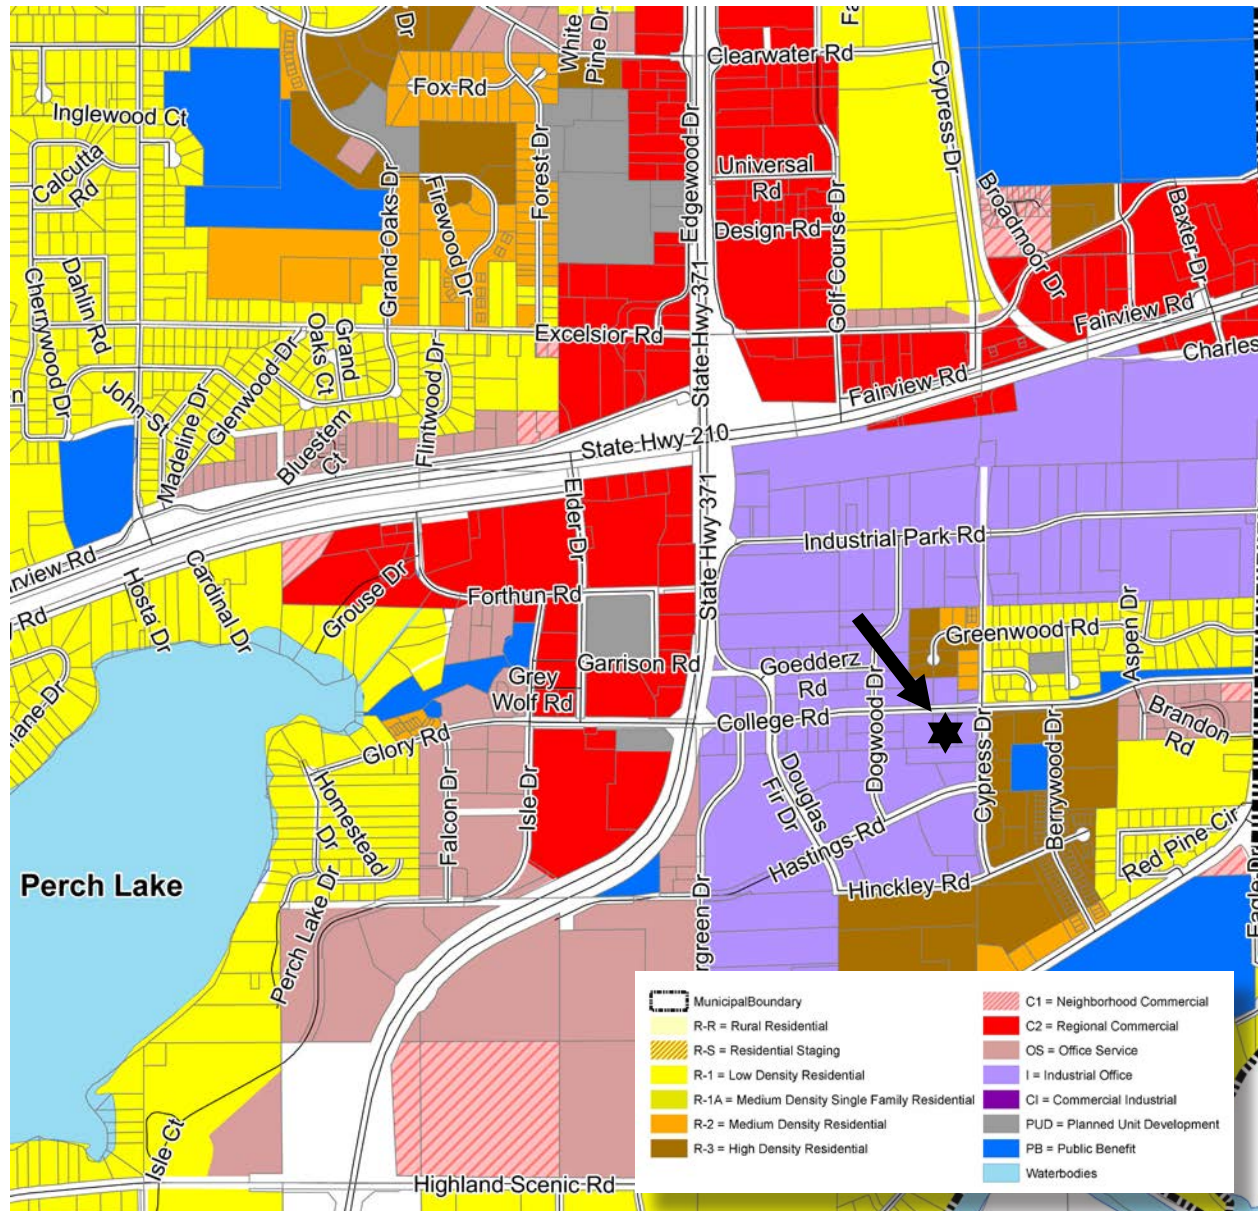 White
Pine Dr
Clearwater Rd
Fox Rd
Inglewood Ct
Edgewood Dr
Cypress Dr
Calcutta
Rd
Universal
Rd
Forest Dr
Firewood Dr
Grand Oaks Dr
Broadmoor Dr
Baxter Dr
Design Rd
Golf Course Dr
Dahlin Rd
Cherrywood Dr
Grand
Oaks Ct
Excelsior Rd
State Hwy 371
Fairview Rd
Charles
Glenwood Dr
Flintwood Dr
John St
Madeline Dr
Fairview Rd
Bluestem
Ct
State Hwy 210
Elder Dr
State Hwy 371
Industrial Park Rd
Hosta Dr
Cardinal Dr
Grouse Dr
Forthun Rd
Greenwood Rd
Aspen Dr
Garrison Rd
Goedderz
Rd
Grey
Wolf Rd
Dogwood Dr
College Rd
Brandon
Rd
Glory Rd
Cypress Dr
Berrywood Dr
Douglas
Fir Dr
Homestead
Dr
Falcon Dr
Isle Dr
Hastings Rd
Red Pine Cir
Hinckley Rd
Perch Lake
Perch Lake Dr
Eagle Dr
Isle Ct
Highland Scenic Rd
MunicipalBoundary
R-R = Rural Residential
R-S = Residential Staging
R-1 = Low Density Residential
R-1A = Medium Density Single Family Residential
R-2 = Medium Density Residential
R-3 = High Density Residential
C1 = Neighborhood Commercial
C2 = Regional Commercial
OS = Office Service
I = Industrial Office
CI = Commercial Industrial
PUD = Planned Unit Development
PB = Public Benefit
Waterbodies